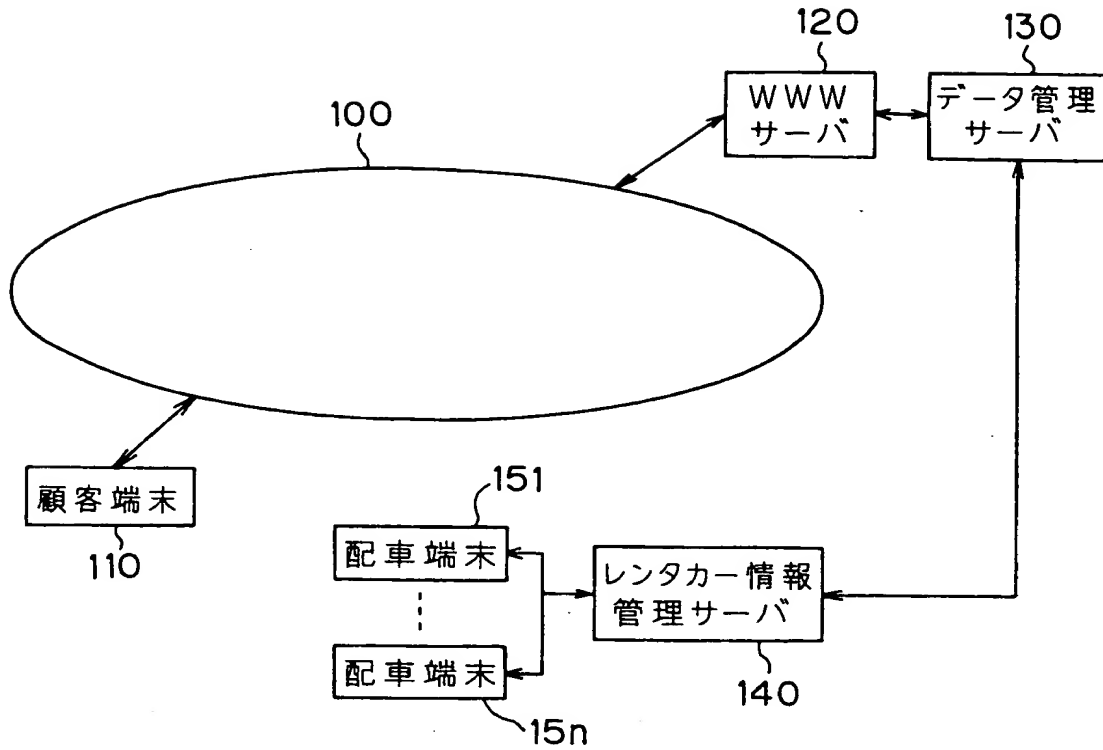 120
130
WWW
サーバ
データ管理
サーバ
100
顧客端末
110
151
配車端末
配車端末
15n
レンタカー情報
管理サーバ
140